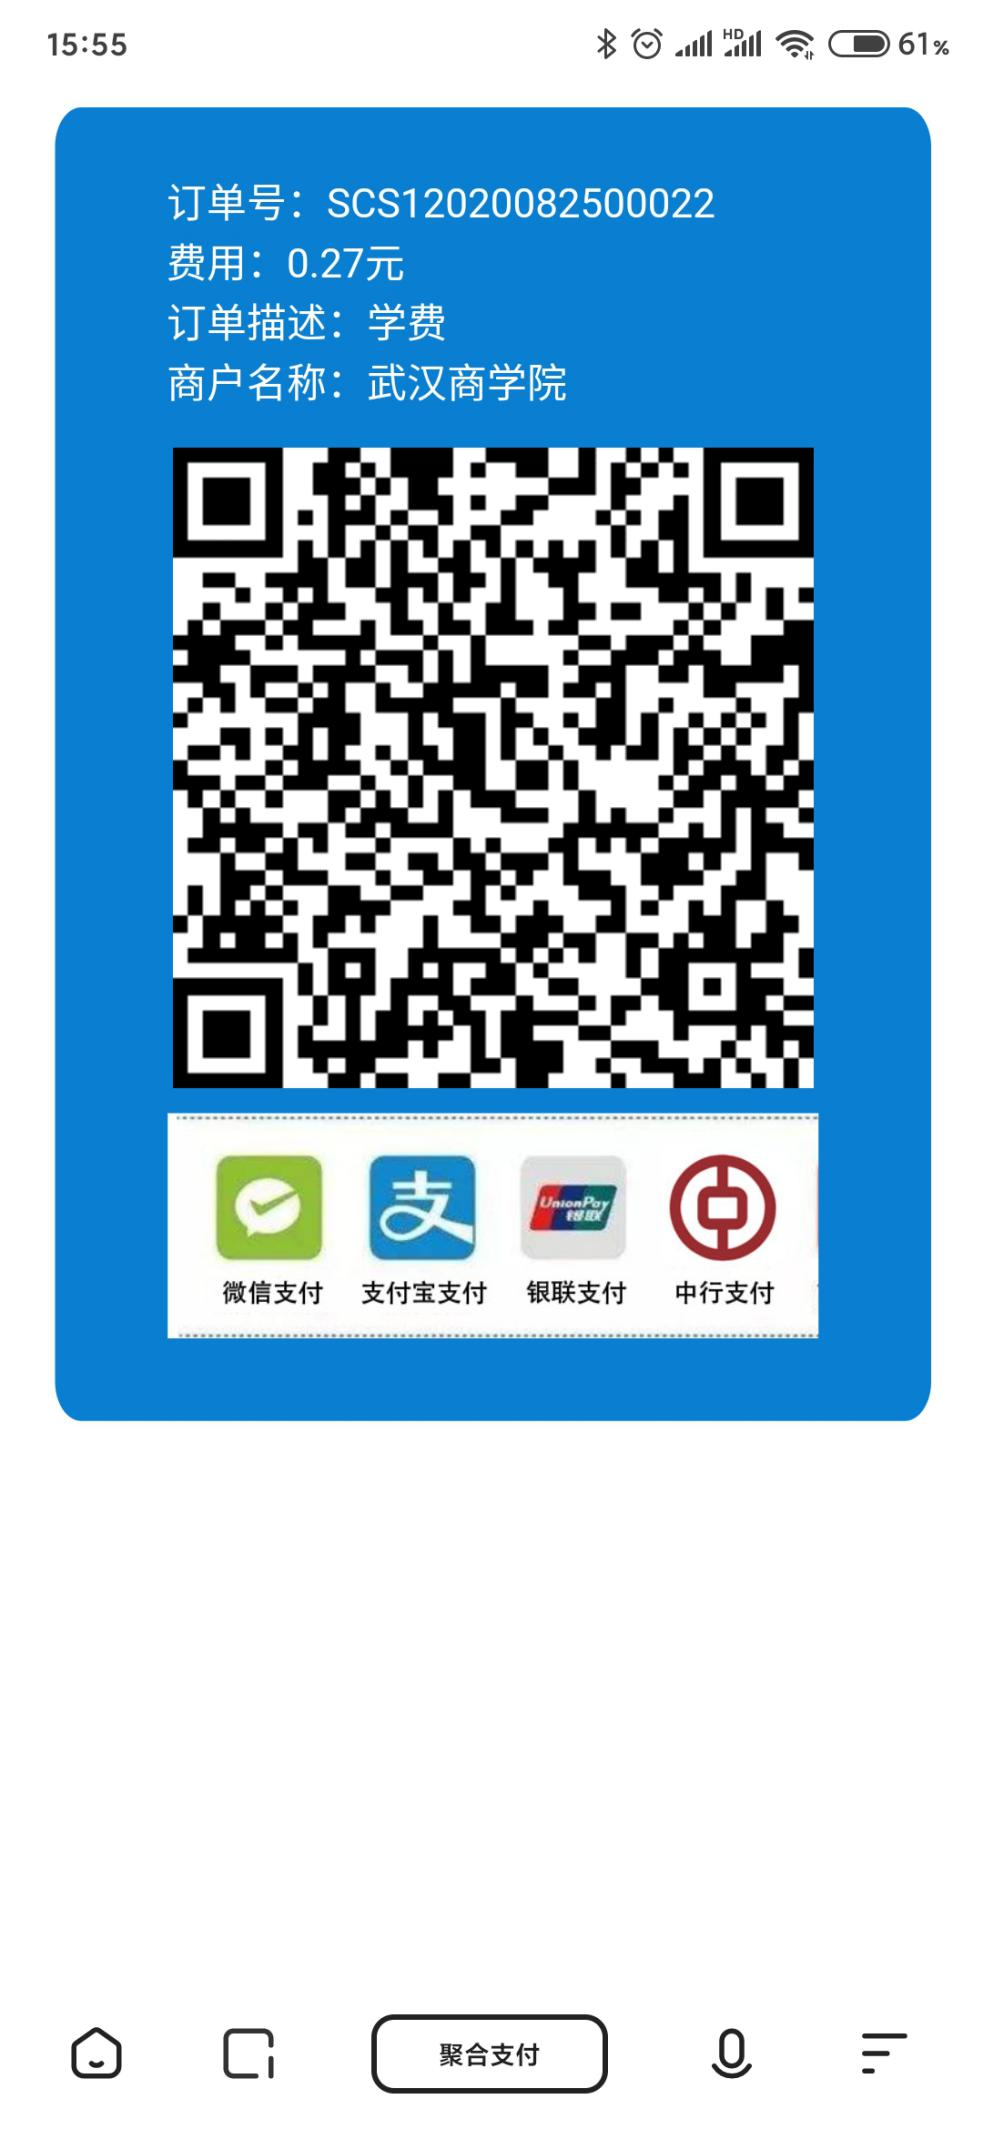 15:55
HD
61%
订单号：SCS12020082500022
费用：0.27元
订单描述：学费
商户名称：武汉商学院
支
UnionPay
银联
微信支付 支付宝支付 银联支付 中行支付
聚合支付